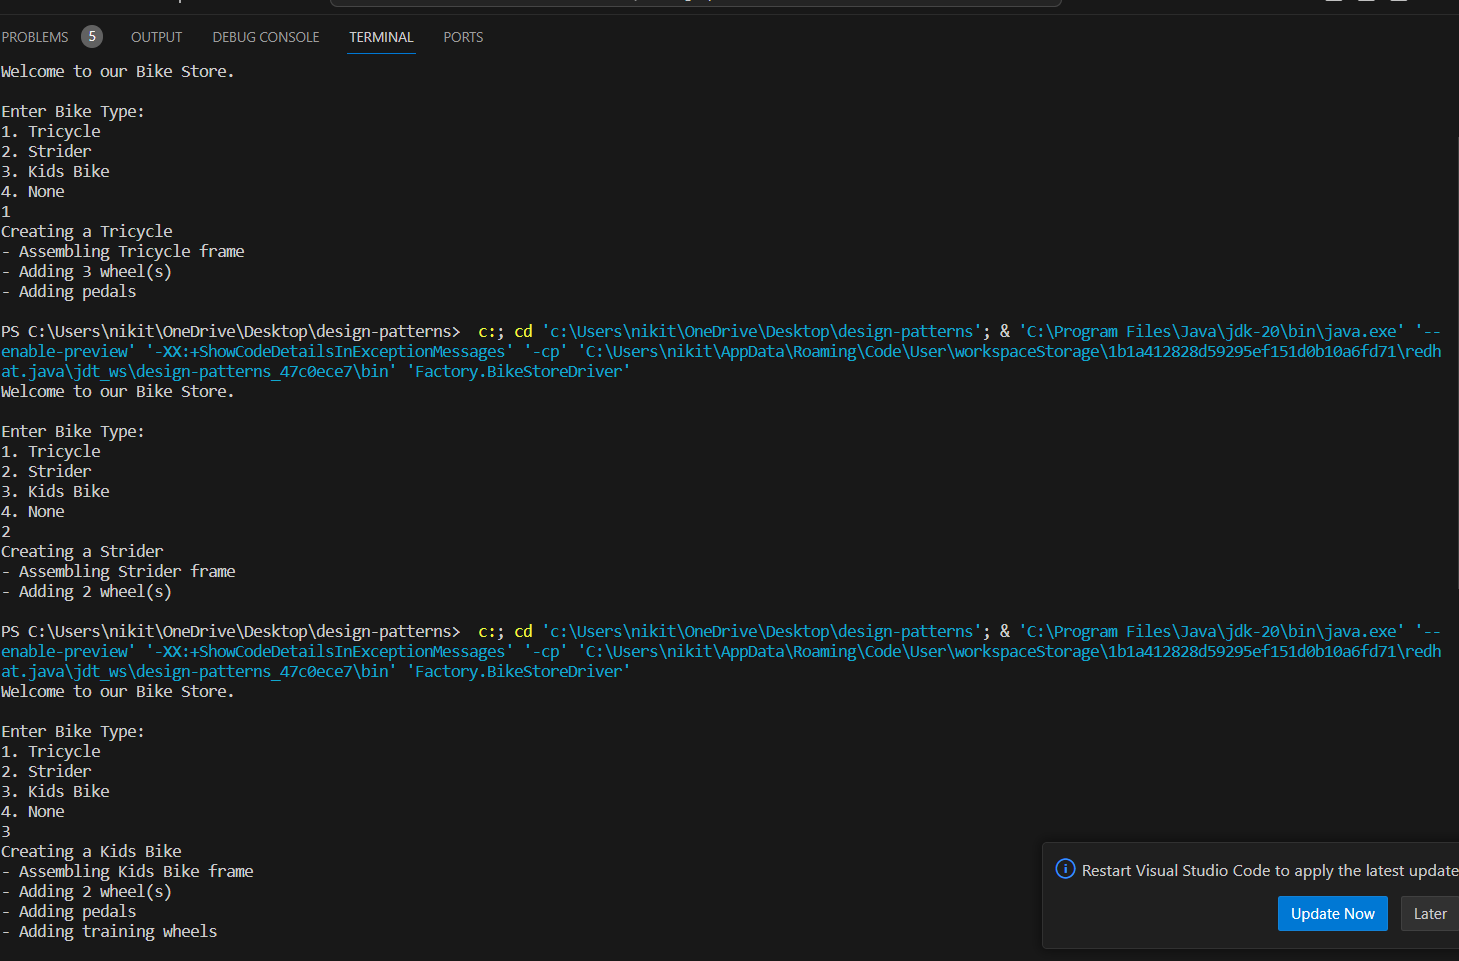 PROBLEMS 5 OUTPUT DEBUG CONSOLE TERMINAL PORTS
Welcome to our Bike Store.
Enter Bike Type:
1. Tricycle
2. Strider
3. Kids Bike
4. None
1
Creating a Tricycle
- Assembling Tricycle frame
- Adding 3 wheel(s)
- Adding pedals
PS C:\Users\nikit\OneDrive\Desktop\design-patterns>  c:; cd 'c:\Users\nikit\OneDrive\Desktop\design-patterns'; & 'C:\Program Files\Java\jdk-20\bin\java.exe' '--
enable-preview' '-XX:+ShowCodeDetailsInExceptionMessages' '-cp' 'C:\Users\nikit\AppData\Roaming\Code\User\workspaceStorage\1b1a412828d59295ef151d0b10a6fd71\redh
at.java\jdt_ws\design-patterns_47c0ece7\bin' 'Factory.BikeStoreDriver'
Welcome to our Bike Store.
Enter Bike Type:
1. Tricycle
2. Strider
3. Kids Bike
4. None
2
Creating a Strider
- Assembling Strider frame
- Adding 2 wheel(s)
PS C:\Users\nikit\OneDrive\Desktop\design-patterns>  c:; cd 'c:\Users\nikit\OneDrive\Desktop\design-patterns'; & 'C:\Program Files\Java\jdk-20\bin\java.exe' '--
enable-preview' '-XX:+ShowCodeDetailsInExceptionMessages' '-cp' 'C:\Users\nikit\AppData\Roaming\Code\User\workspaceStorage\1b1a412828d59295ef151d0b10a6fd71\redh
at.java\jdt_ws\design-patterns_47c0ece7\bin' 'Factory.BikeStoreDriver'
Welcome to our Bike Store.
Enter Bike Type:
1. Tricycle
2. Strider
3. Kids Bike
4. None
3
Creating a Kids Bike
- Assembling Kids Bike frame
- Adding 2 wheel(s)
- Adding pedals
- Adding training wheels
Restart Visual Studio Code to apply the latest update
Update Now Later